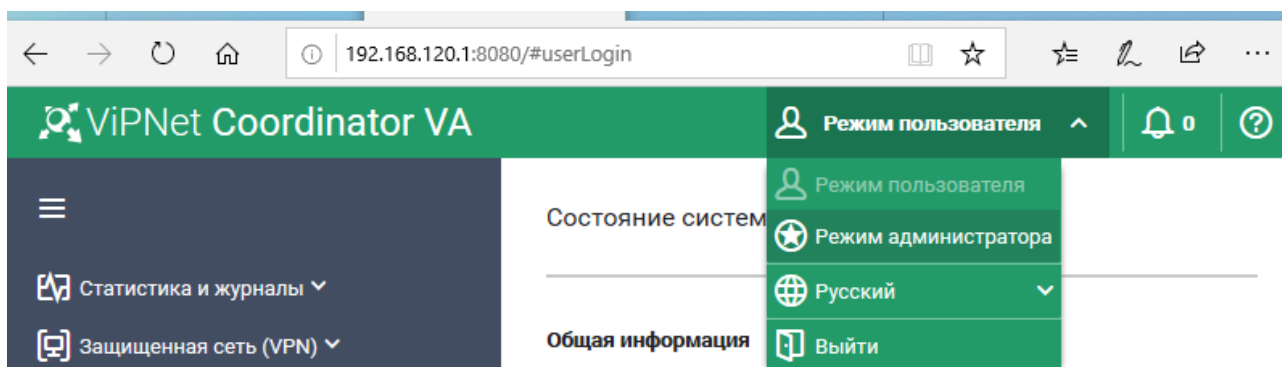 192.168.120.1:8080/#userLogin
ViPNet Coordinator VA
Режим пользователя
0
Режим пользователя
Режим администратора
Русский
Выйти
Состояние систем
Статистика и журналы
Защищенная сеть (VPN)
Общая информация